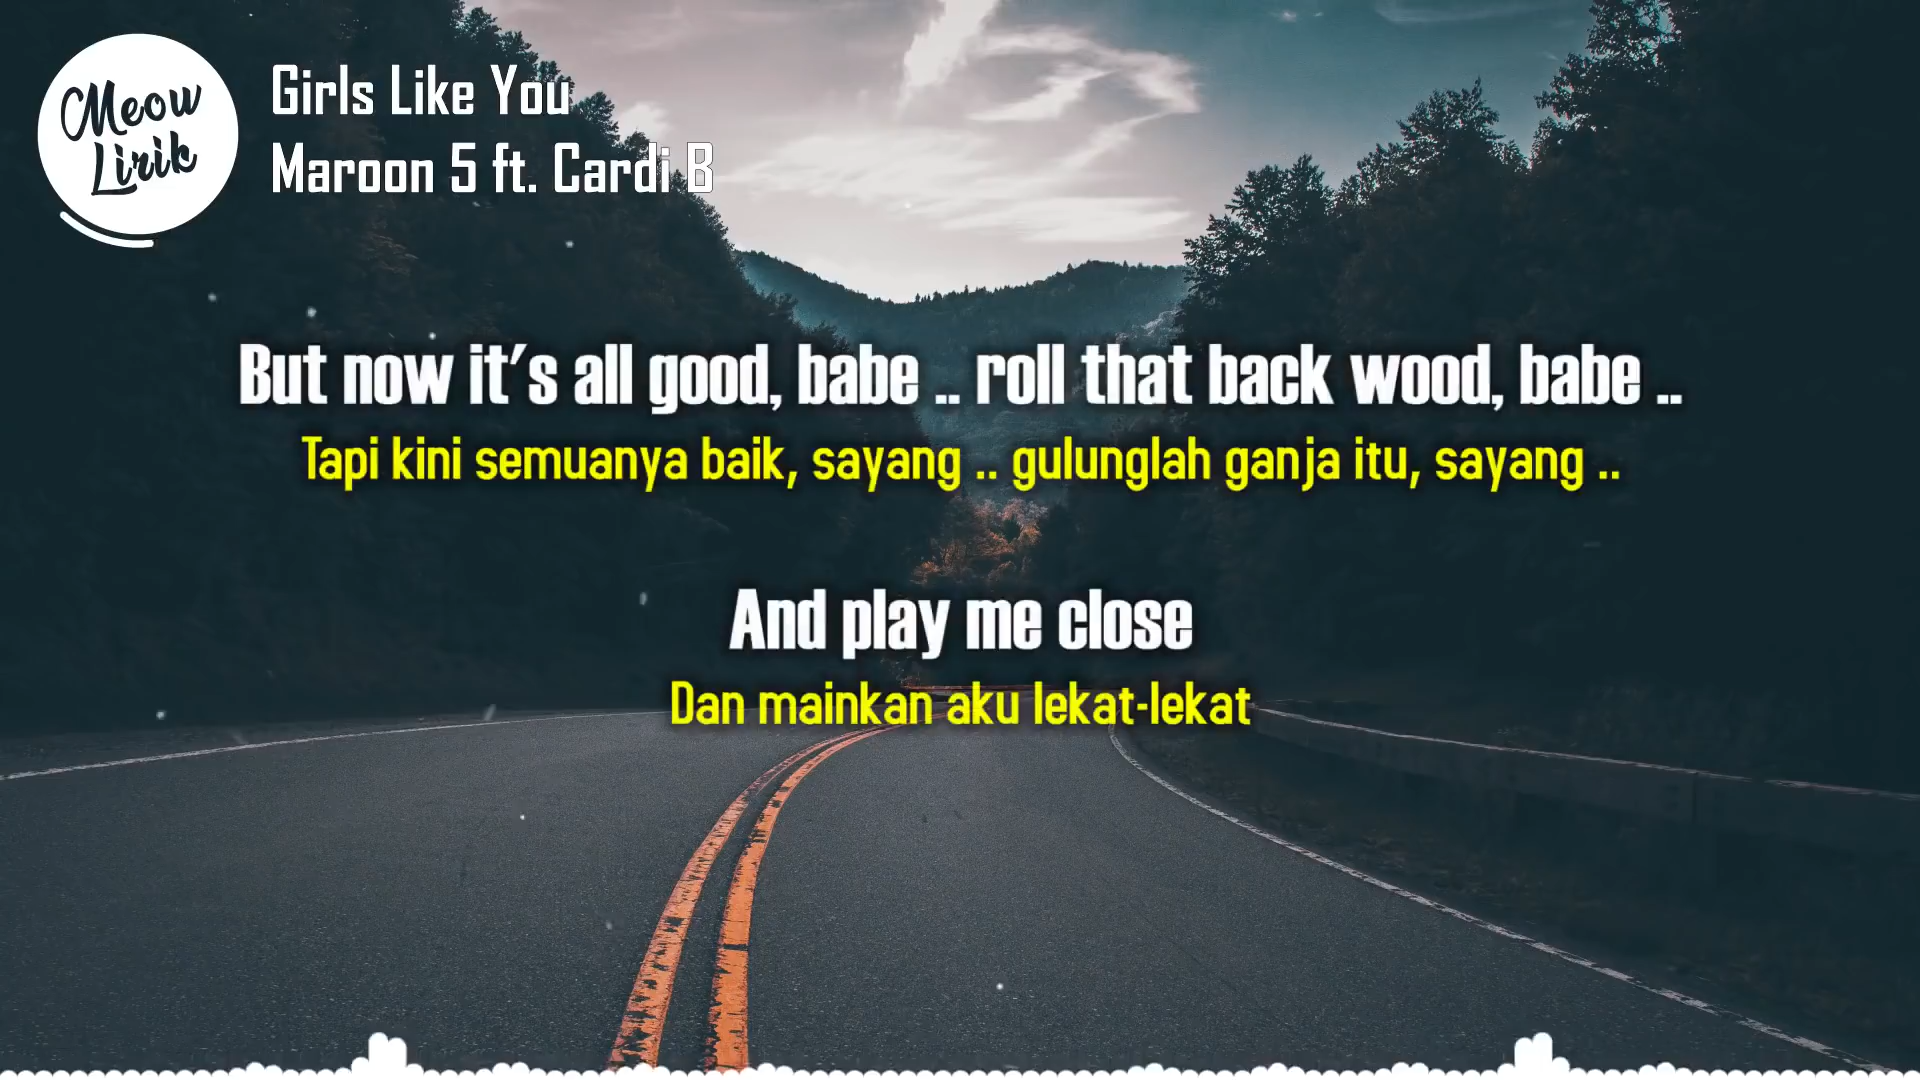 Meow
Lirik
Girls Like You
Maroon 5 ft. Cardi B
But now it's all good, babe .. roll that back wood, babe ..
Tapi kini semuanya baik, sayang .. gulunglah ganja itu, sayang ..
And play me close
Dan mainkan aku lekat-lekat